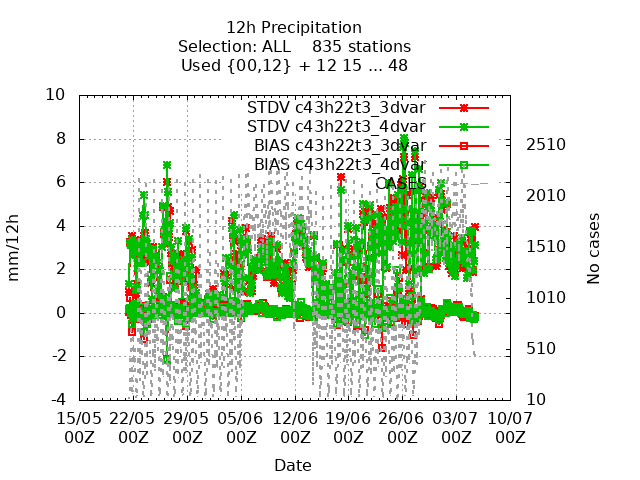 12h Precipitation
Selection: ALL    835 stations
Used {00,12} + 12 15 ... 48
STDV c43h22t3_3dvar
STDV c43h22t3_4dvar
BIAS c43h22t3_3dvar
BIAS c43h22t3_4dvar
CASES
10
8
6
4
2
0
-2
-4
mm/12h
2510
2010
1510
1010
510
10
No cases
15/05 22/05 29/05 05/06 12/06 19/06 26/06 03/07 10/07
00Z 00Z 00Z 00Z 00Z 00Z 00Z 00Z 00Z
Date